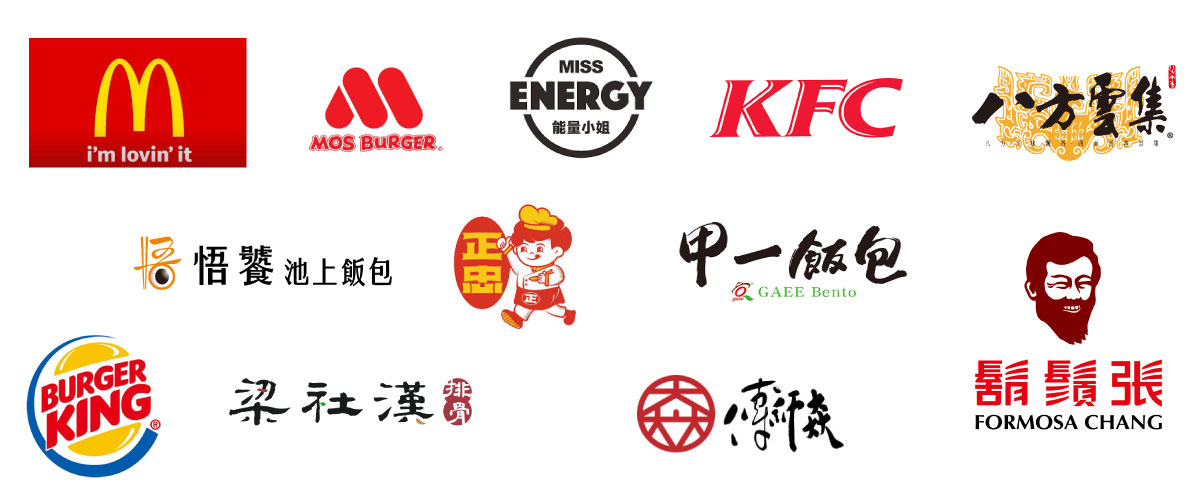 M
i'm lovin' it
MOS BURGER®
MISS
ENERGY
能量小姐
KFC
八方雲集®
悟
悟饕池上飯包
正忠
正
甲一飯包
GAEE Bento
BURGER
KING®
梁社漢
排骨
鬍鬚張
FORMOSA CHANG